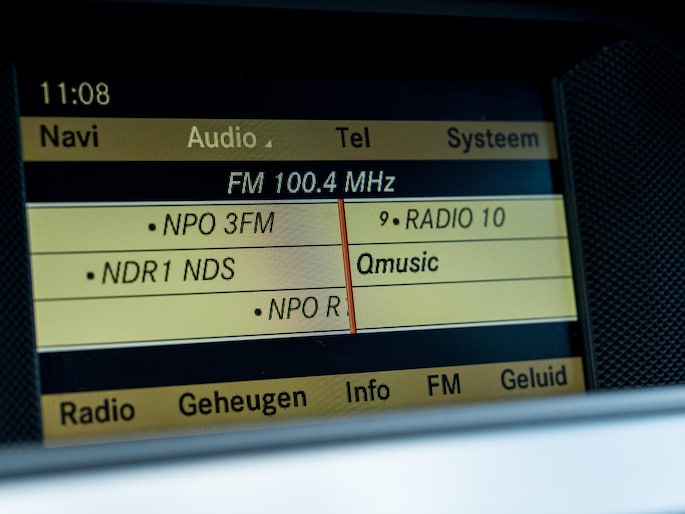 11:08
Navi Audio Tel Systeem
FM 100.4 MHz
•NPO 3FM 9•RADIO 10
•NDR1 NDS Qmusic
•NPO R
Radio Geheugen Info FM Geluid